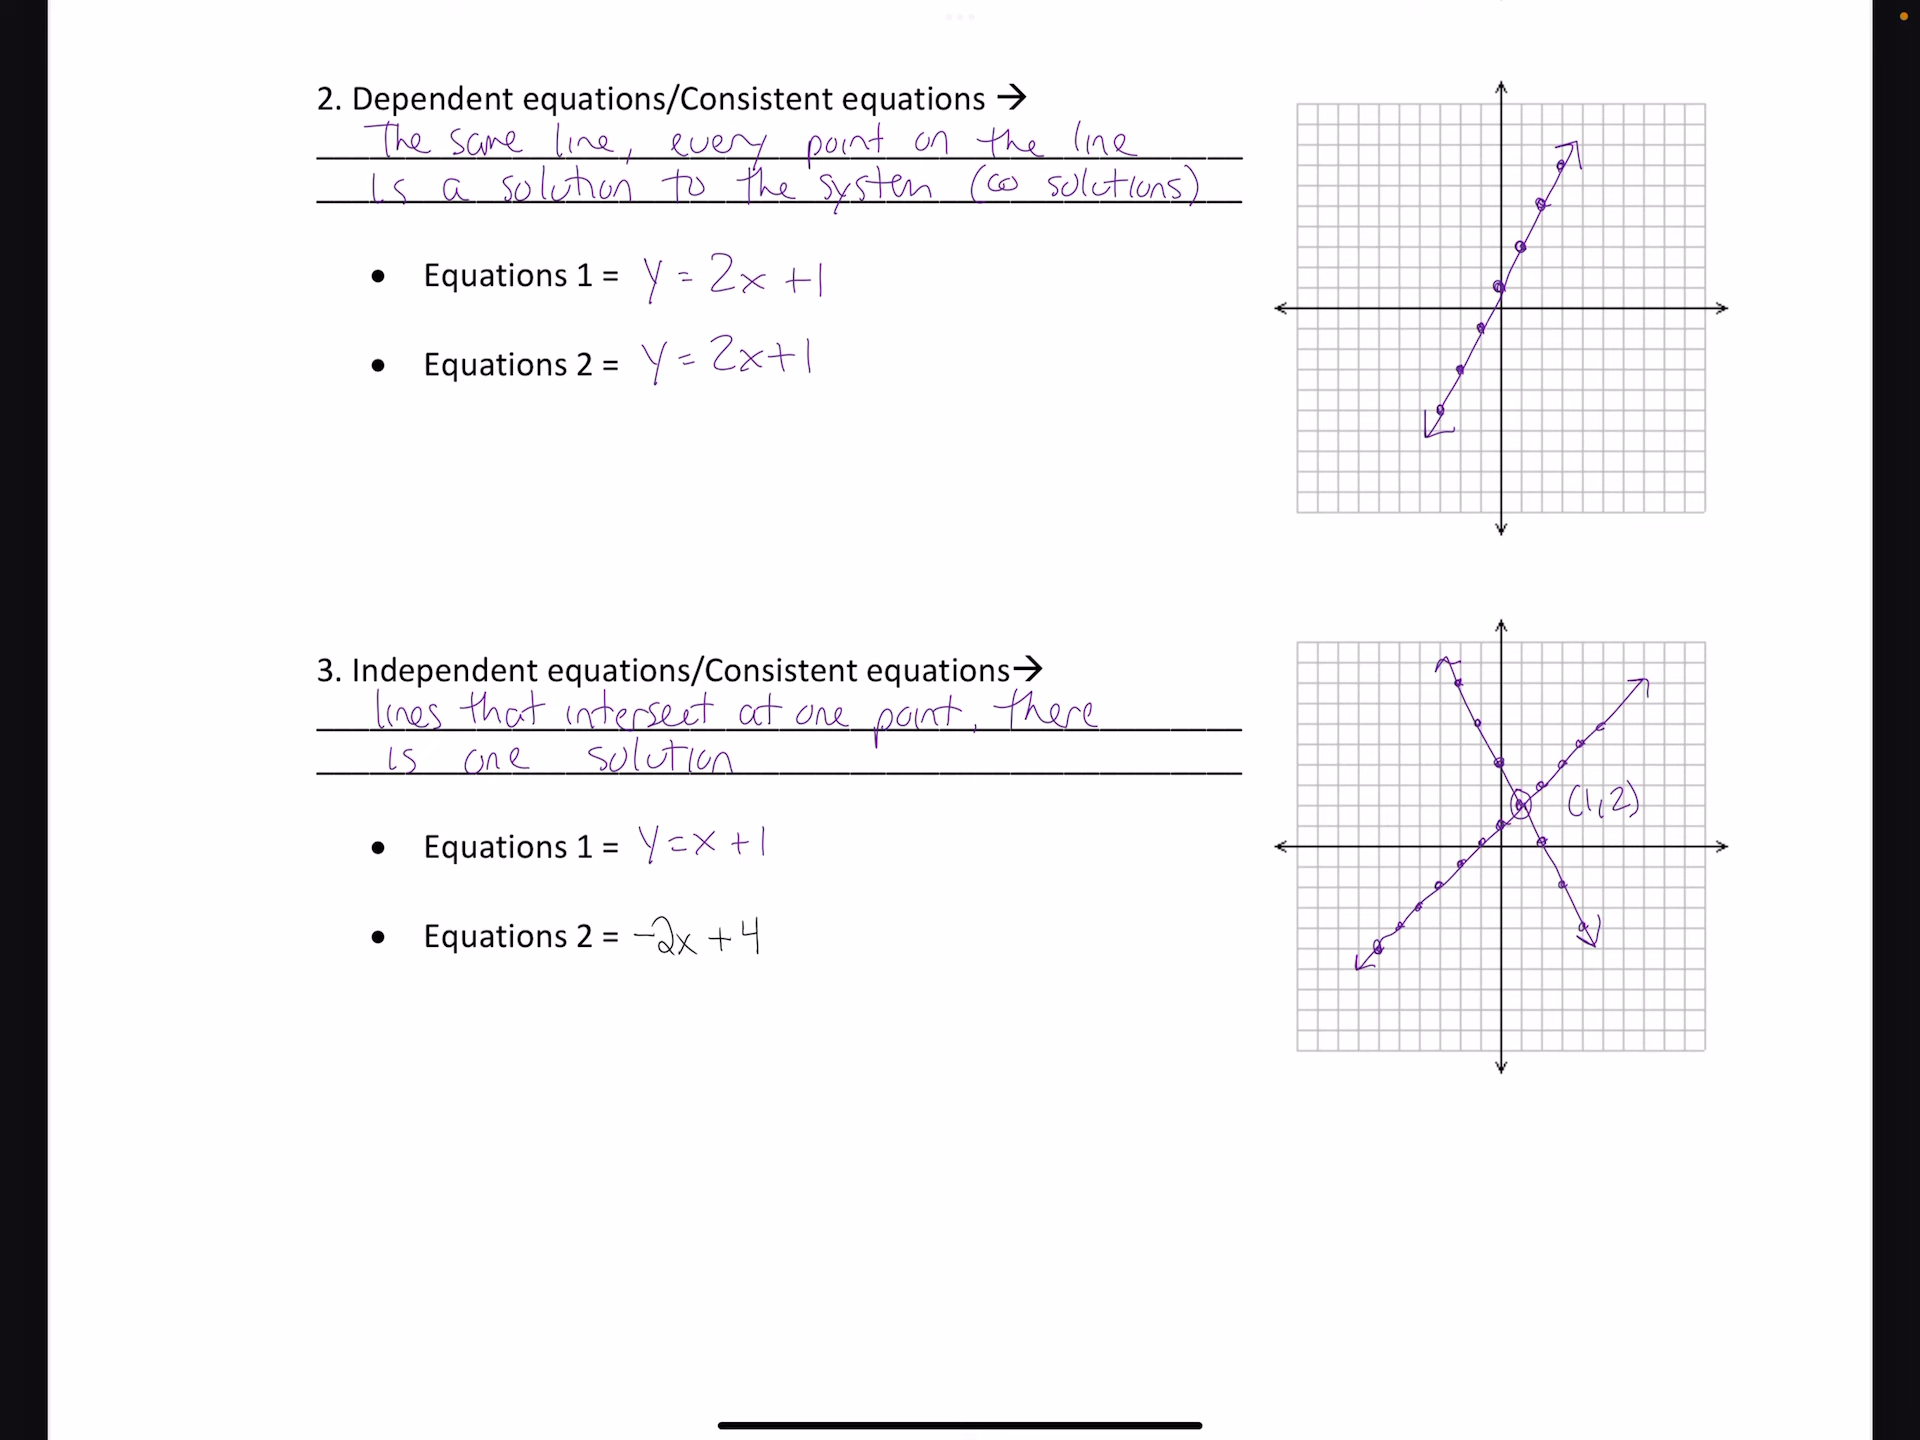 2. Dependent equations/Consistent equations →
The same line, every point on the line
is a solution to the system (∞ solutions)
• Equations 1 = y = 2x +1
• Equations 2 = y = 2x+1
3. Independent equations/Consistent equations→
lines that intersect at one point, there
is one solution
(1,2)
• Equations 1 = y=x +1
• Equations 2 = -2x +4